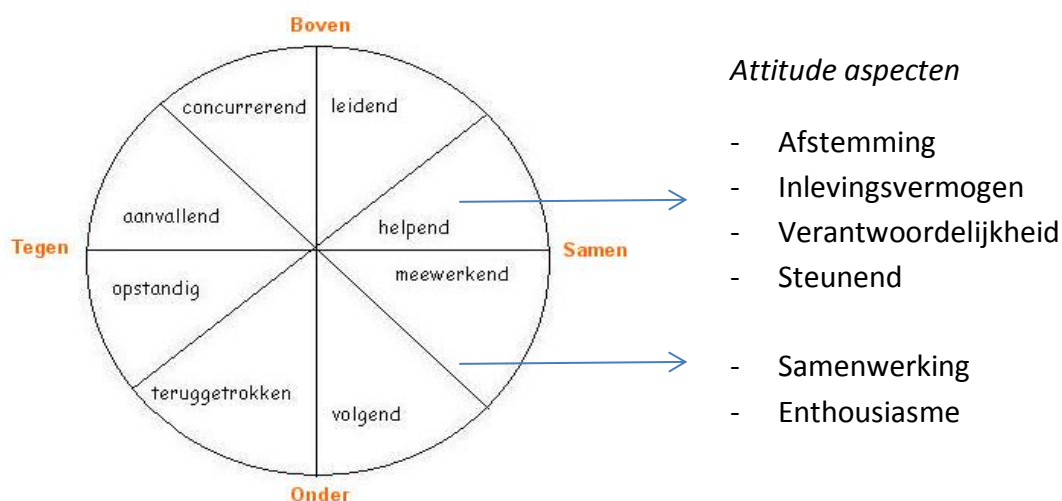 Boven
concurrerend
leidend
aanvallend
helpend
Tegen
Samen
opstandig
meewerkend
teruggetrokken
volgend
Onder
Attitude aspecten
- Afstemming
- Inlevingsvermogen
- Verantwoordelijkheid
- Steunend
- Samenwerking
- Enthousiasme